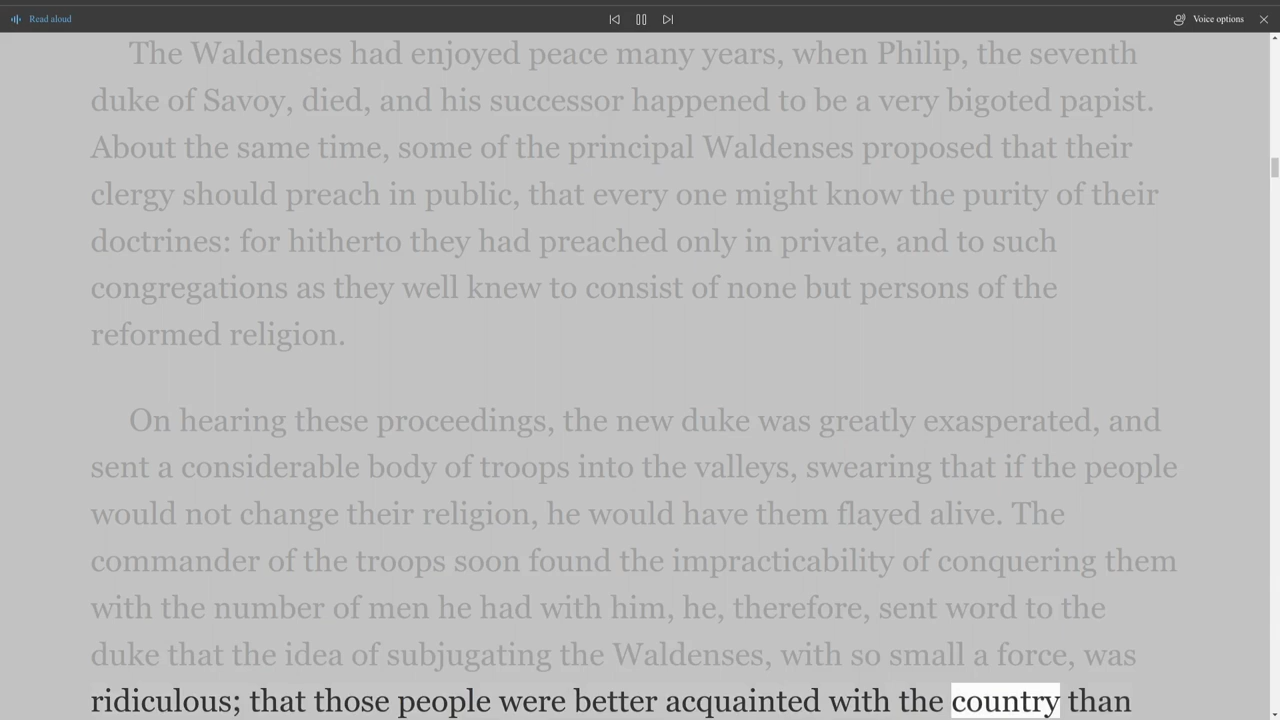 Read aloud
Voice options
The Waldenses had enjoyed peace many years, when Philip, the seventh
duke of Savoy, died, and his successor happened to be a very bigoted papist.
About the same time, some of the principal Waldenses proposed that their
clergy should preach in public, that every one might know the purity of their
doctrines: for hitherto they had preached only in private, and to such
congregations as they well knew to consist of none but persons of the
reformed religion.
On hearing these proceedings, the new duke was greatly exasperated, and
sent a considerable body of troops into the valleys, swearing that if the people
would not change their religion, he would have them flayed alive. The
commander of the troops soon found the impracticability of conquering them
with the number of men he had with him, he, therefore, sent word to the
duke that the idea of subjugating the Waldenses, with so small a force, was
ridiculous; that those people were better acquainted with the country than